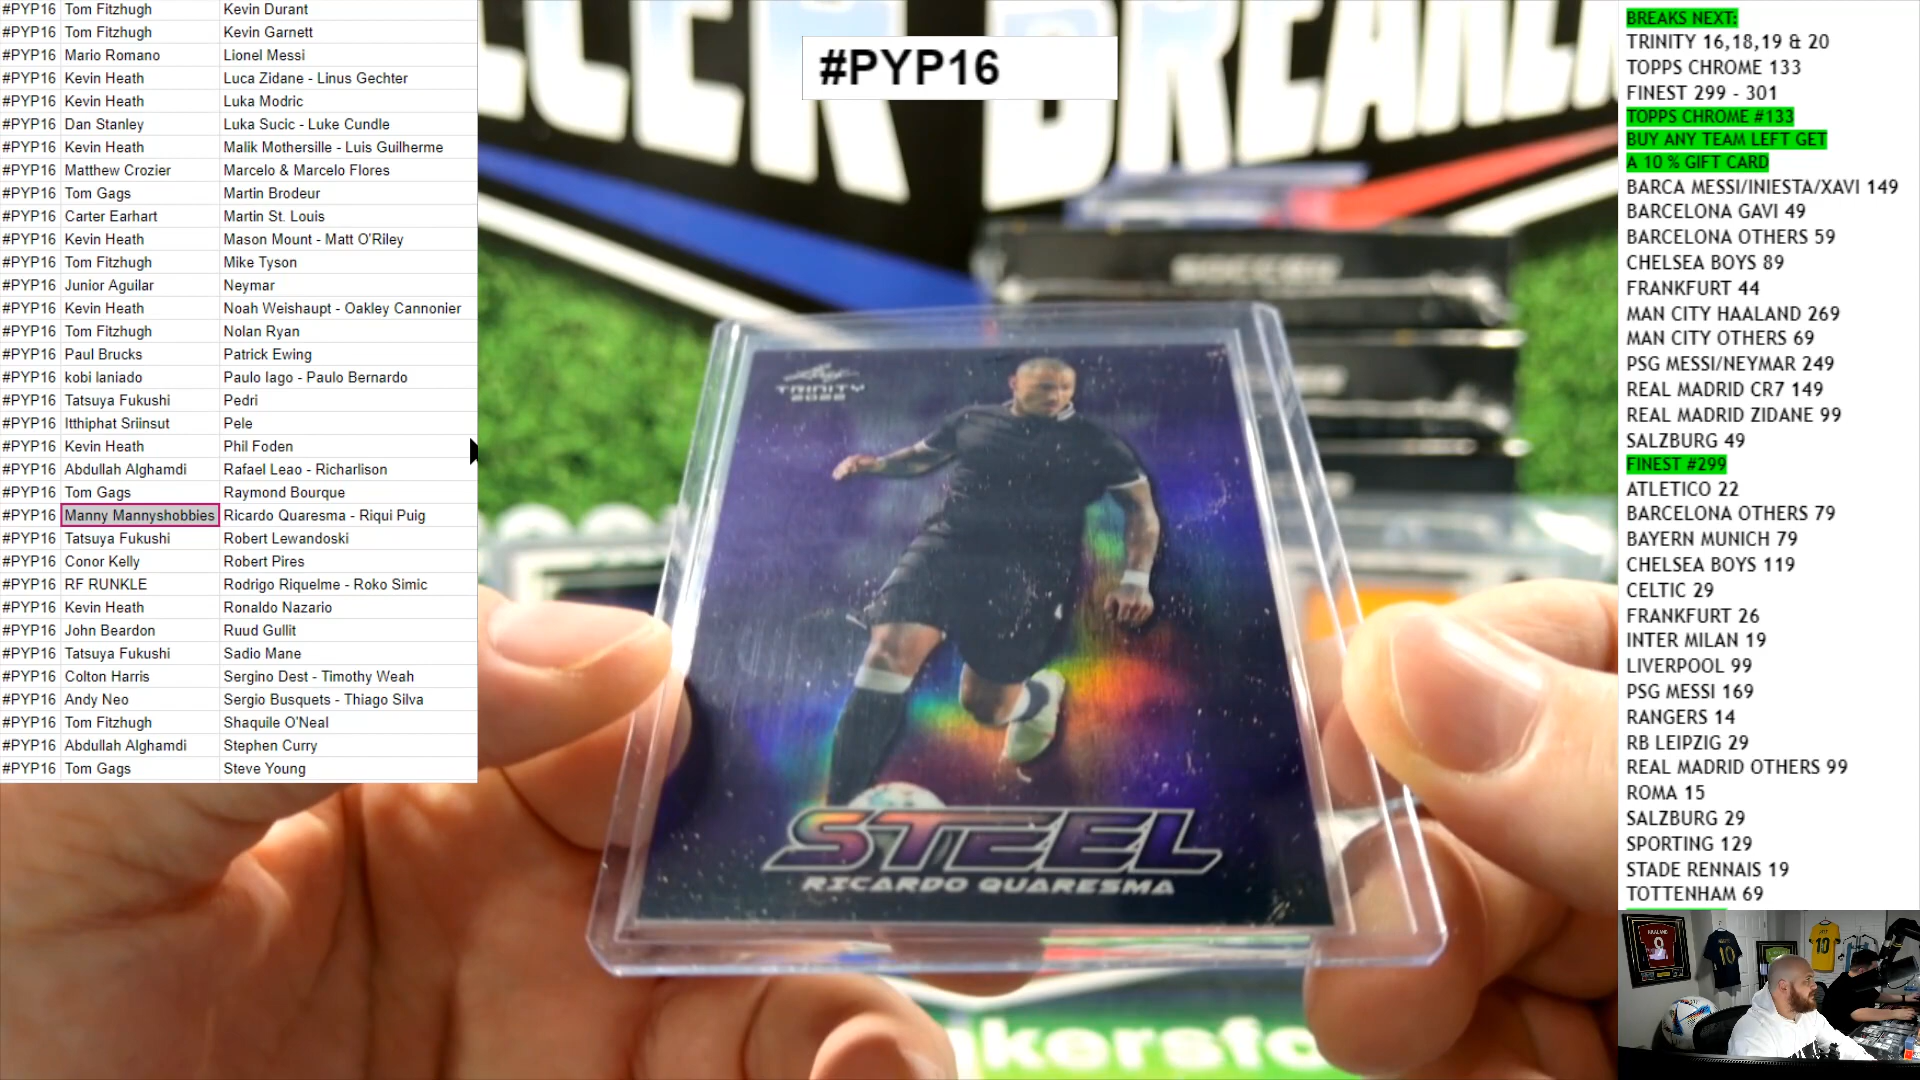 #PYP16 Tom Fitzhugh Kevin Durant
#PYP16 Tom Fitzhugh Kevin Garnett
#PYP16 Mario Romano Lionel Messi
#PYP16 Kevin Heath Luca Zidane - Linus Gechter
#PYP16 Kevin Heath Luka Modric
#PYP16 Dan Stanley Luka Sucic - Luke Cundle
#PYP16 Kevin Heath Malik Mothersille - Luis Guilherme
#PYP16 Matthew Crozier Marcelo & Marcelo Flores
#PYP16 Tom Gags Martin Brodeur
#PYP16 Carter Earhart Martin St. Louis
#PYP16 Kevin Heath Mason Mount - Matt O'Riley
#PYP16 Tom Fitzhugh Mike Tyson
#PYP16 Junior Aguilar Neymar
#PYP16 Kevin Heath Noah Weishaupt - Oakley Cannonier
#PYP16 Tom Fitzhugh Nolan Ryan
#PYP16 Paul Brucks Patrick Ewing
#PYP16 kobi laniado Paulo Iago - Paulo Bernardo
#PYP16 Tatsuya Fukushi Pedri
#PYP16 Itthiphat Sriinsut Pele
#PYP16 Kevin Heath Phil Foden
#PYP16 Abdullah Alghamdi Rafael Leao - Richarlison
#PYP16 Tom Gags Raymond Bourque
#PYP16 Manny Mannyshobbies Ricardo Quaresma - Riqui Puig
#PYP16 Tatsuya Fukushi Robert Lewandoski
#PYP16 Conor Kelly Robert Pires
#PYP16 RF RUNKLE Rodrigo Riquelme - Roko Simic
#PYP16 Kevin Heath Ronaldo Nazario
#PYP16 John Beardon Ruud Gullit
#PYP16 Tatsuya Fukushi Sadio Mane
#PYP16 Colton Harris Sergino Dest - Timothy Weah
#PYP16 Andy Neo Sergio Busquets - Thiago Silva
#PYP16 Tom Fitzhugh Shaquile O'Neal
#PYP16 Abdullah Alghamdi Stephen Curry
#PYP16 Tom Gags Steve Young
#PYP16
SOCCER
Leaf
TRINITY
2022
STEEL
RICARDO QUARESMA
BREAKS NEXT:
TRINITY 16,18,19 & 20
TOPPS CHROME 133
FINEST 299 - 301
TOPPS CHROME #133
BUY ANY TEAM LEFT GET
A 10 % GIFT CARD
BARCA MESSI/INIESTA/XAVI 149
BARCELONA GAVI 49
BARCELONA OTHERS 59
CHELSEA BOYS 89
FRANKFURT 44
MAN CITY HAALAND 269
MAN CITY OTHERS 69
PSG MESSI/NEYMAR 249
REAL MADRID CR7 149
REAL MADRID ZIDANE 99
SALZBURG 49
FINEST #299
ATLETICO 22
BARCELONA OTHERS 79
BAYERN MUNICH 79
CHELSEA BOYS 119
CELTIC 29
FRANKFURT 26
INTER MILAN 19
LIVERPOOL 99
PSG MESSI 169
RANGERS 14
RB LEIPZIG 29
REAL MADRID OTHERS 99
ROMA 15
SALZBURG 29
SPORTING 129
STADE RENNAIS 19
TOTTENHAM 69
HAALAND
9
10
10